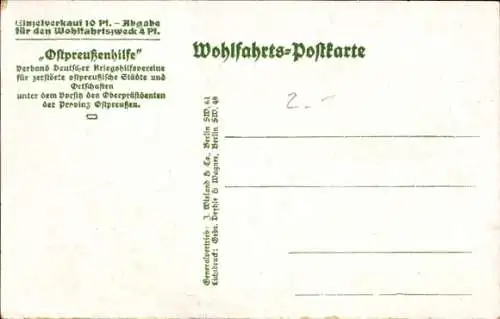 Einzelverkauf 10 Pf. – Abgabe
für den Wohlfahrtszweck 4 Pf.
„Ostpreußenhilfe"
Verband Deutscher Kriegshilfsvereine
für zerstörte ostpreußische Städte und
Ortschaften
unter dem Vorsitz des Oberpräsidenten
der Provinz Ostpreußen.
Wohlfahrts-Postkarte
2.-
Generalvertrieb: J. Wieland & Co., Berlin SW. 61
Lichtdruck: Gebr. Dephle & Wagner, Berlin SW. 48